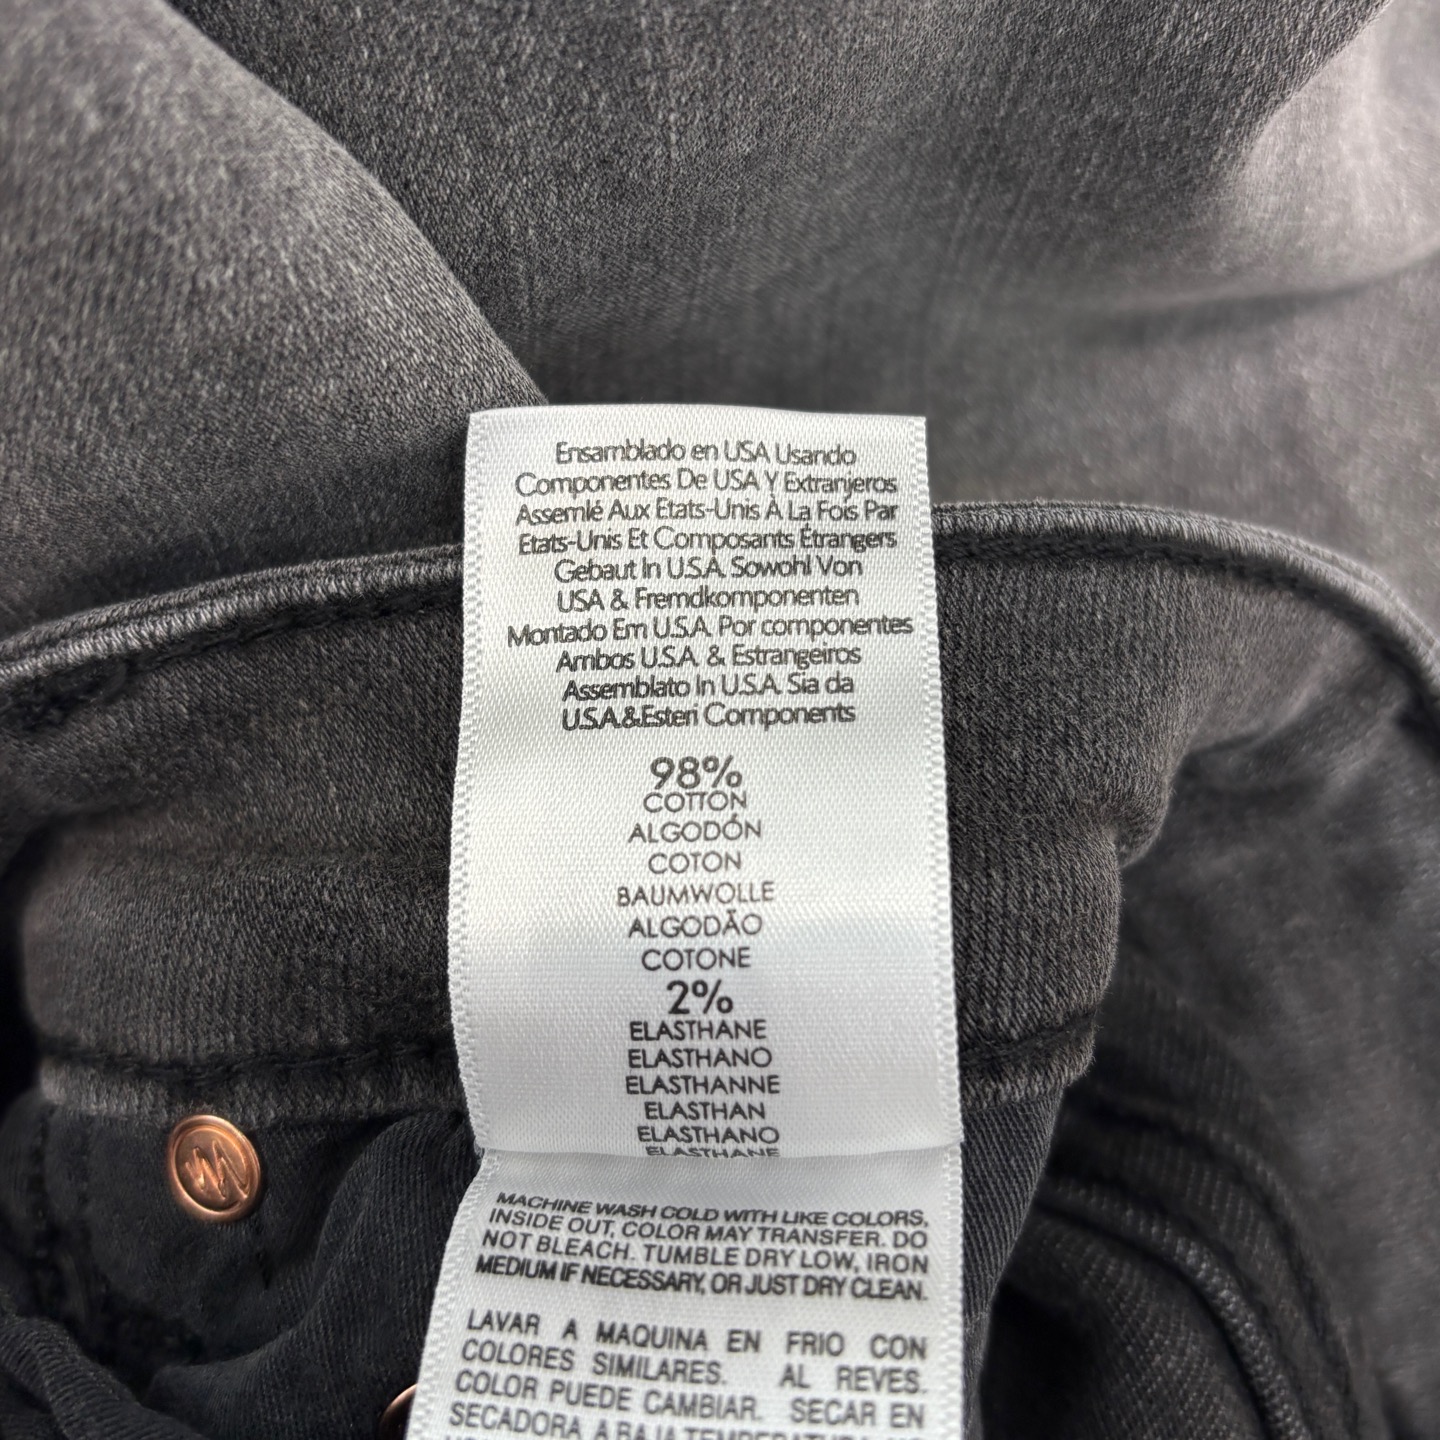 Ensamblado en USA Usando
Componentes De USA Y Extranjeros
Assemlé Aux Etats-Unis À La Fois Par
Etats-Unis Et Composants Étrangers
Gebaut In U.S.A. Sowohl Von
USA & Fremdkomponenten
Montado Em U.S.A. Por componentes
Ambos U.S.A. & Estrangeiros
Assemblato In U.S.A. Sia da
U.S.A.&Esteri Components
98%
COTTON
ALGODÓN
COTON
BAUMWOLLE
ALGODÃO
COTONE
2%
ELASTHANE
ELASTHANO
ELASTHANNE
ELASTHAN
ELASTHANO
ELASTHANE
MACHINE WASH COLD WITH LIKE COLORS,
INSIDE OUT, COLOR MAY TRANSFER. DO
NOT BLEACH. TUMBLE DRY LOW, IRON
MEDIUM IF NECESSARY, OR JUST DRY CLEAN.
LAVAR A MAQUINA EN FRIO CON
COLORES SIMILARES. AL REVES.
COLOR PUEDE CAMBIAR. SECAR EN
SECADORA A BAJA TEMPERATURA